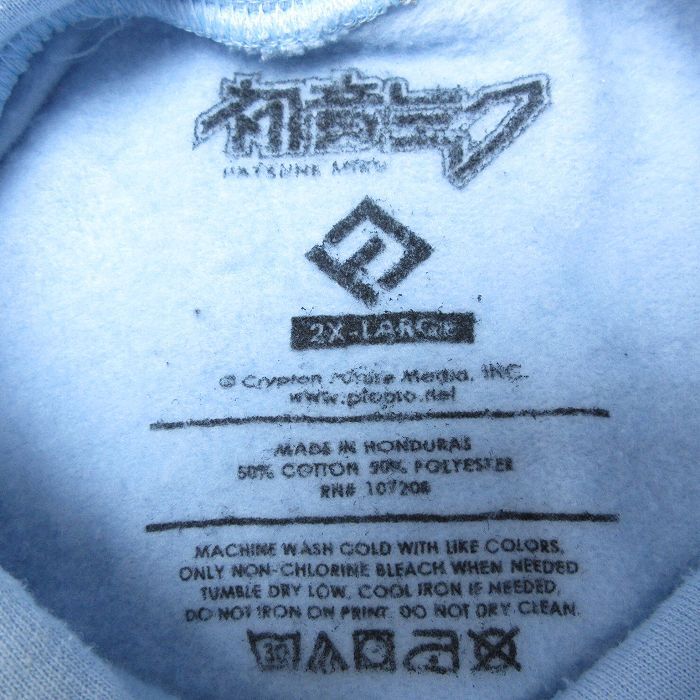 初音ミク
HATSUNE MIKU
2X-LARGE
© Crypton Future Media, INC.
www.piapro.net
MADE IN HONDURAS
50% COTTON 50% POLYESTER
RN# 107208
MACHINE WASH COLD WITH LIKE COLORS,
ONLY NON-CHLORINE BLEACH WHEN NEEDED
TUMBLE DRY LOW, COOL IRON IF NEEDED,
DO NOT IRON ON PRINT. DO NOT DRY CLEAN.
30